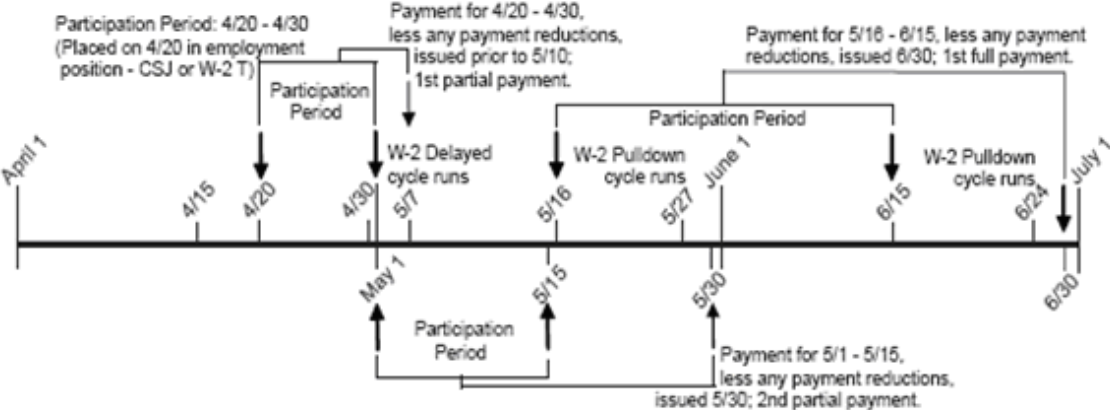 Participation Period: 4/20 - 4/30
(Placed on 4/20 in employment
position - CSJ or W-2 T)
Payment for 4/20 - 4/30,
less any payment reductions,
issued prior to 5/10;
1st partial payment.
Payment for 5/16 - 6/15, less any payment
reductions, issued 6/30; 1st full payment.
Participation
Period
Participation Period
W-2 Delayed
cycle runs
W-2 Pulldown
cycle runs
W-2 Pulldown
cycle runs
April 1
4/15
4/20
4/30
5/7
5/16
5/27
June 1
6/15
6/24
July 1
May 1
5/15
5/30
6/30
Participation
Period
Payment for 5/1 - 5/15,
less any payment reductions,
issued 5/30; 2nd partial payment.